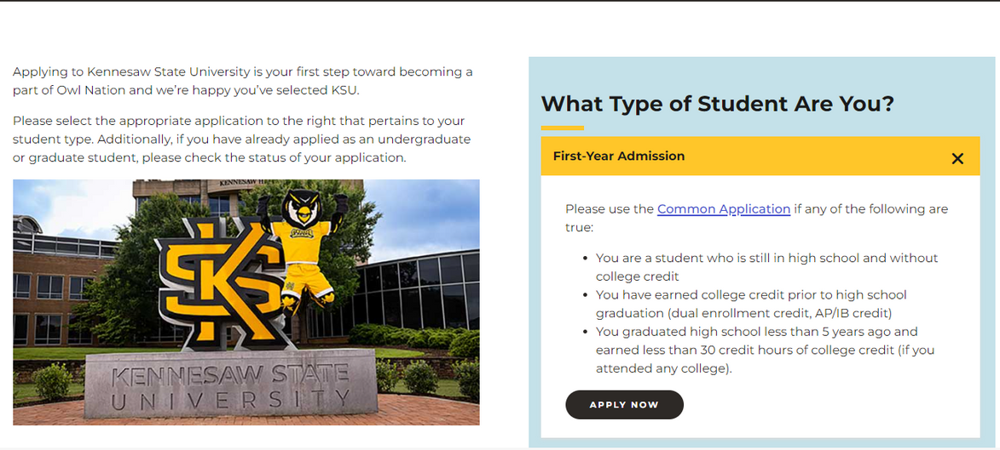 Applying to Kennesaw State University is your first step toward becoming a
part of Owl Nation and we're happy you've selected KSU.
Please select the appropriate application to the right that pertains to your
student type. Additionally, if you have already applied as an undergraduate
or graduate student, please check the status of your application.
KENNESAW
KS
KENNESAW STATE
UNIVERSITY
What Type of Student Are You?
First-Year Admission
Please use the Common Application if any of the following are
true:
• You are a student who is still in high school and without
college credit
• You have earned college credit prior to high school
graduation (dual enrollment credit, AP/IB credit)
• You graduated high school less than 5 years ago and
earned less than 30 credit hours of college credit (if you
attended any college).
APPLY NOW